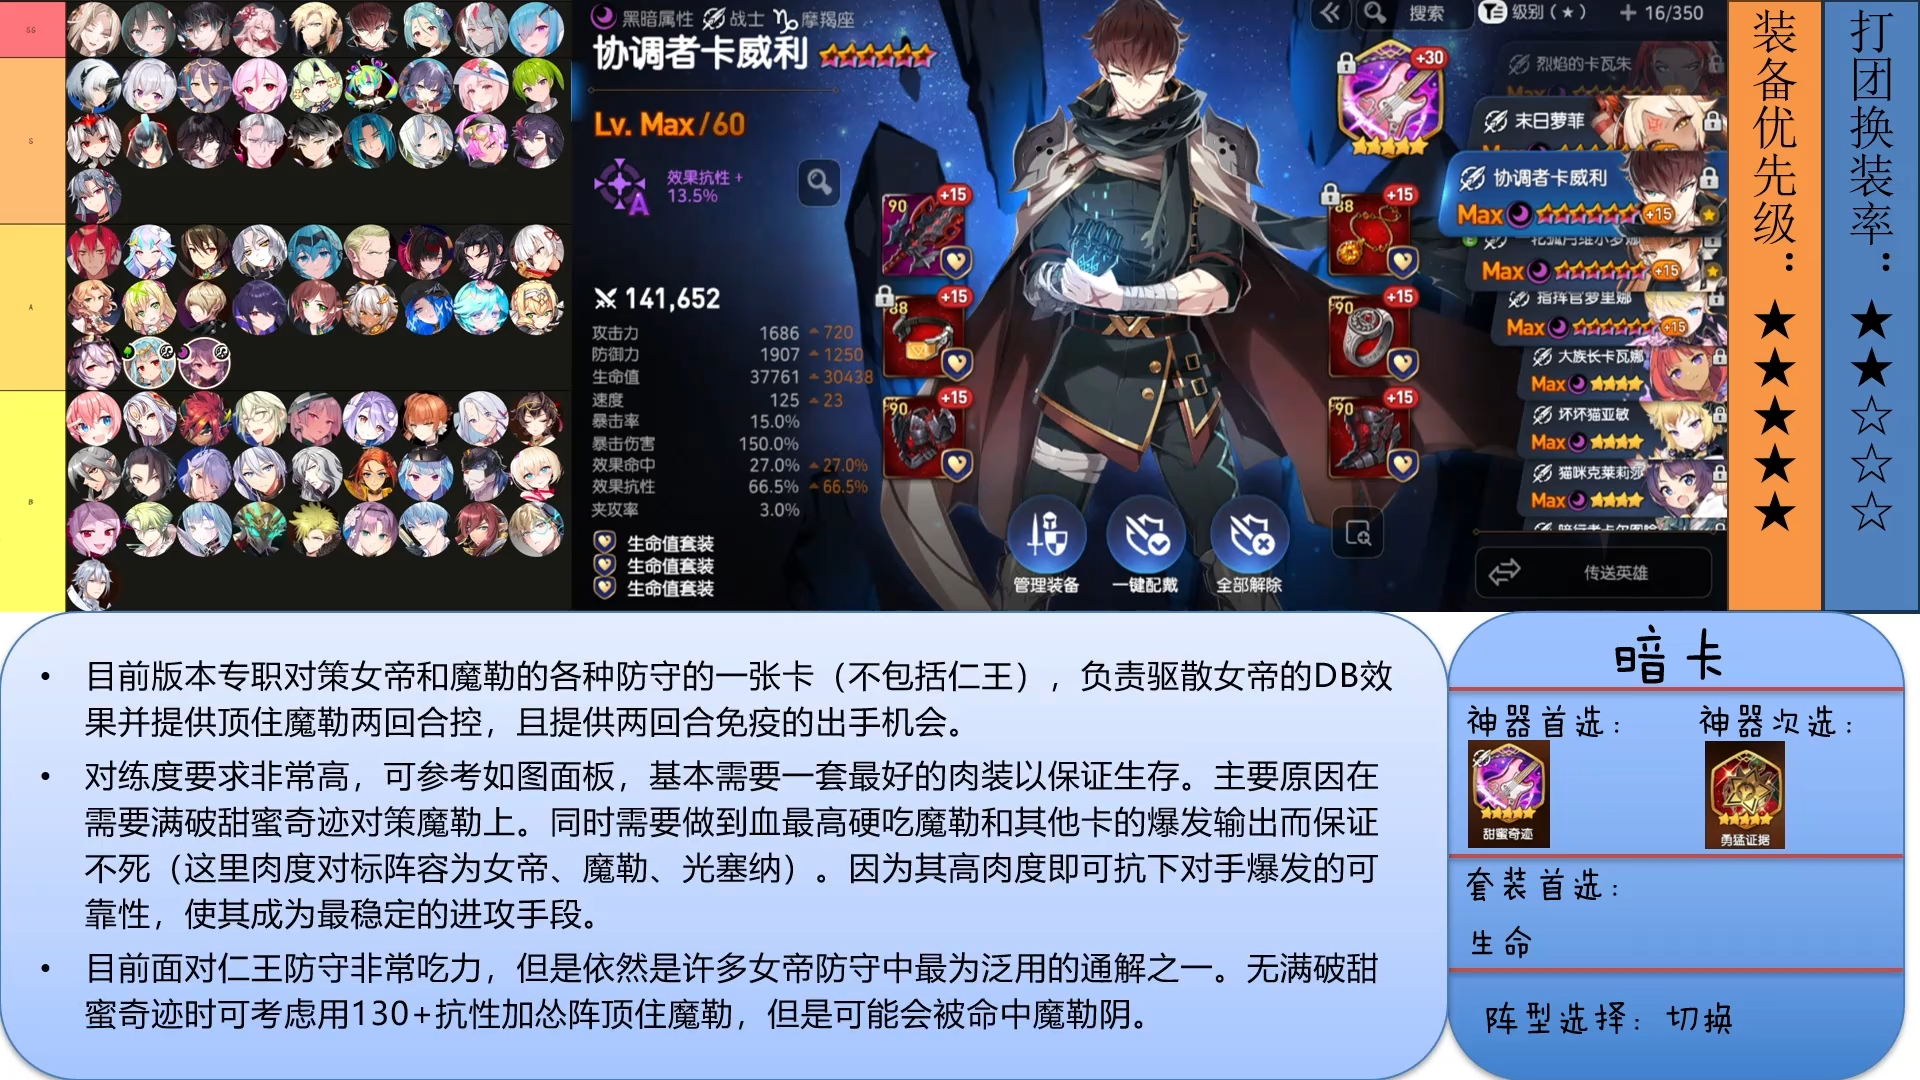 SS
S
A
B
黑暗属性 战士 摩羯座
协调者卡威利
Lv. Max/60
效果抗性 +
13.5%
A
141,652
攻击力 1686 720
防御力 1907 1250
生命值 37761 30438
速度 125 23
暴击率 15.0%
暴击伤害 150.0%
效果命中 27.0% 27.0%
效果抗性 66.5% 66.5%
夹攻率 3.0%
生命值套装
生命值套装
生命值套装
90 +15
88 +15
90 +15
+30
88 +15
90 +15
90 +15
管理装备
一键配戴
全部解除
搜索
级别(★)
16/350
烈焰的卡瓦朱
末日萝菲
协调者卡威利
Max +15
Max +15
指挥官萝里娜
Max +15
大族长卡瓦娜
Max
坏坏猫亚敏
Max
猫咪克莱莉莎
Max
传送英雄
装备优先级：★★★★★
打团换装率：★★☆☆☆
• 目前版本专职对策女帝和魔勒的各种防守的一张卡（不包括仁王），负责驱散女帝的DB效
果并提供顶住魔勒两回合控，且提供两回合免疫的出手机会。
• 对练度要求非常高，可参考如图面板，基本需要一套最好的肉装以保证生存。主要原因在
需要满破甜蜜奇迹对策魔勒上。同时需要做到血最高硬吃魔勒和其他卡的爆发输出而保证
不死（这里肉度对标阵容为女帝、魔勒、光塞纳）。因为其高肉度即可抗下对手爆发的可
靠性，使其成为最稳定的进攻手段。
• 目前面对仁王防守非常吃力，但是依然是许多女帝防守中最为泛用的通解之一。无满破甜
蜜奇迹时可考虑用130+抗性加怂阵顶住魔勒，但是可能会被命中魔勒阴。
暗卡
神器首选： 神器次选：
甜蜜奇迹 勇猛证据
套装首选：
生命
阵型选择：切换